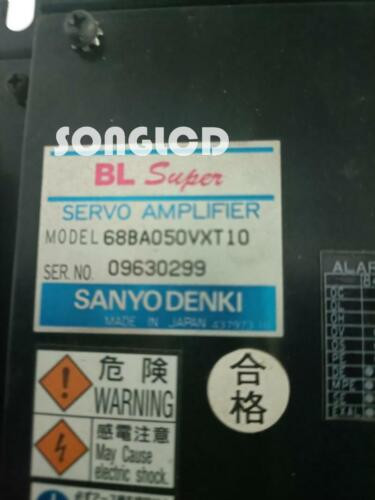 SONGLCD
BL Super
SERVO AMPLIFIER
MODEL 68BA050VXT10
SER. NO. 09630299
SANYO DENKI
MADE IN JAPAN
ALAR
危険
WARNING
感電注意
May Cause
electric shock.
合格